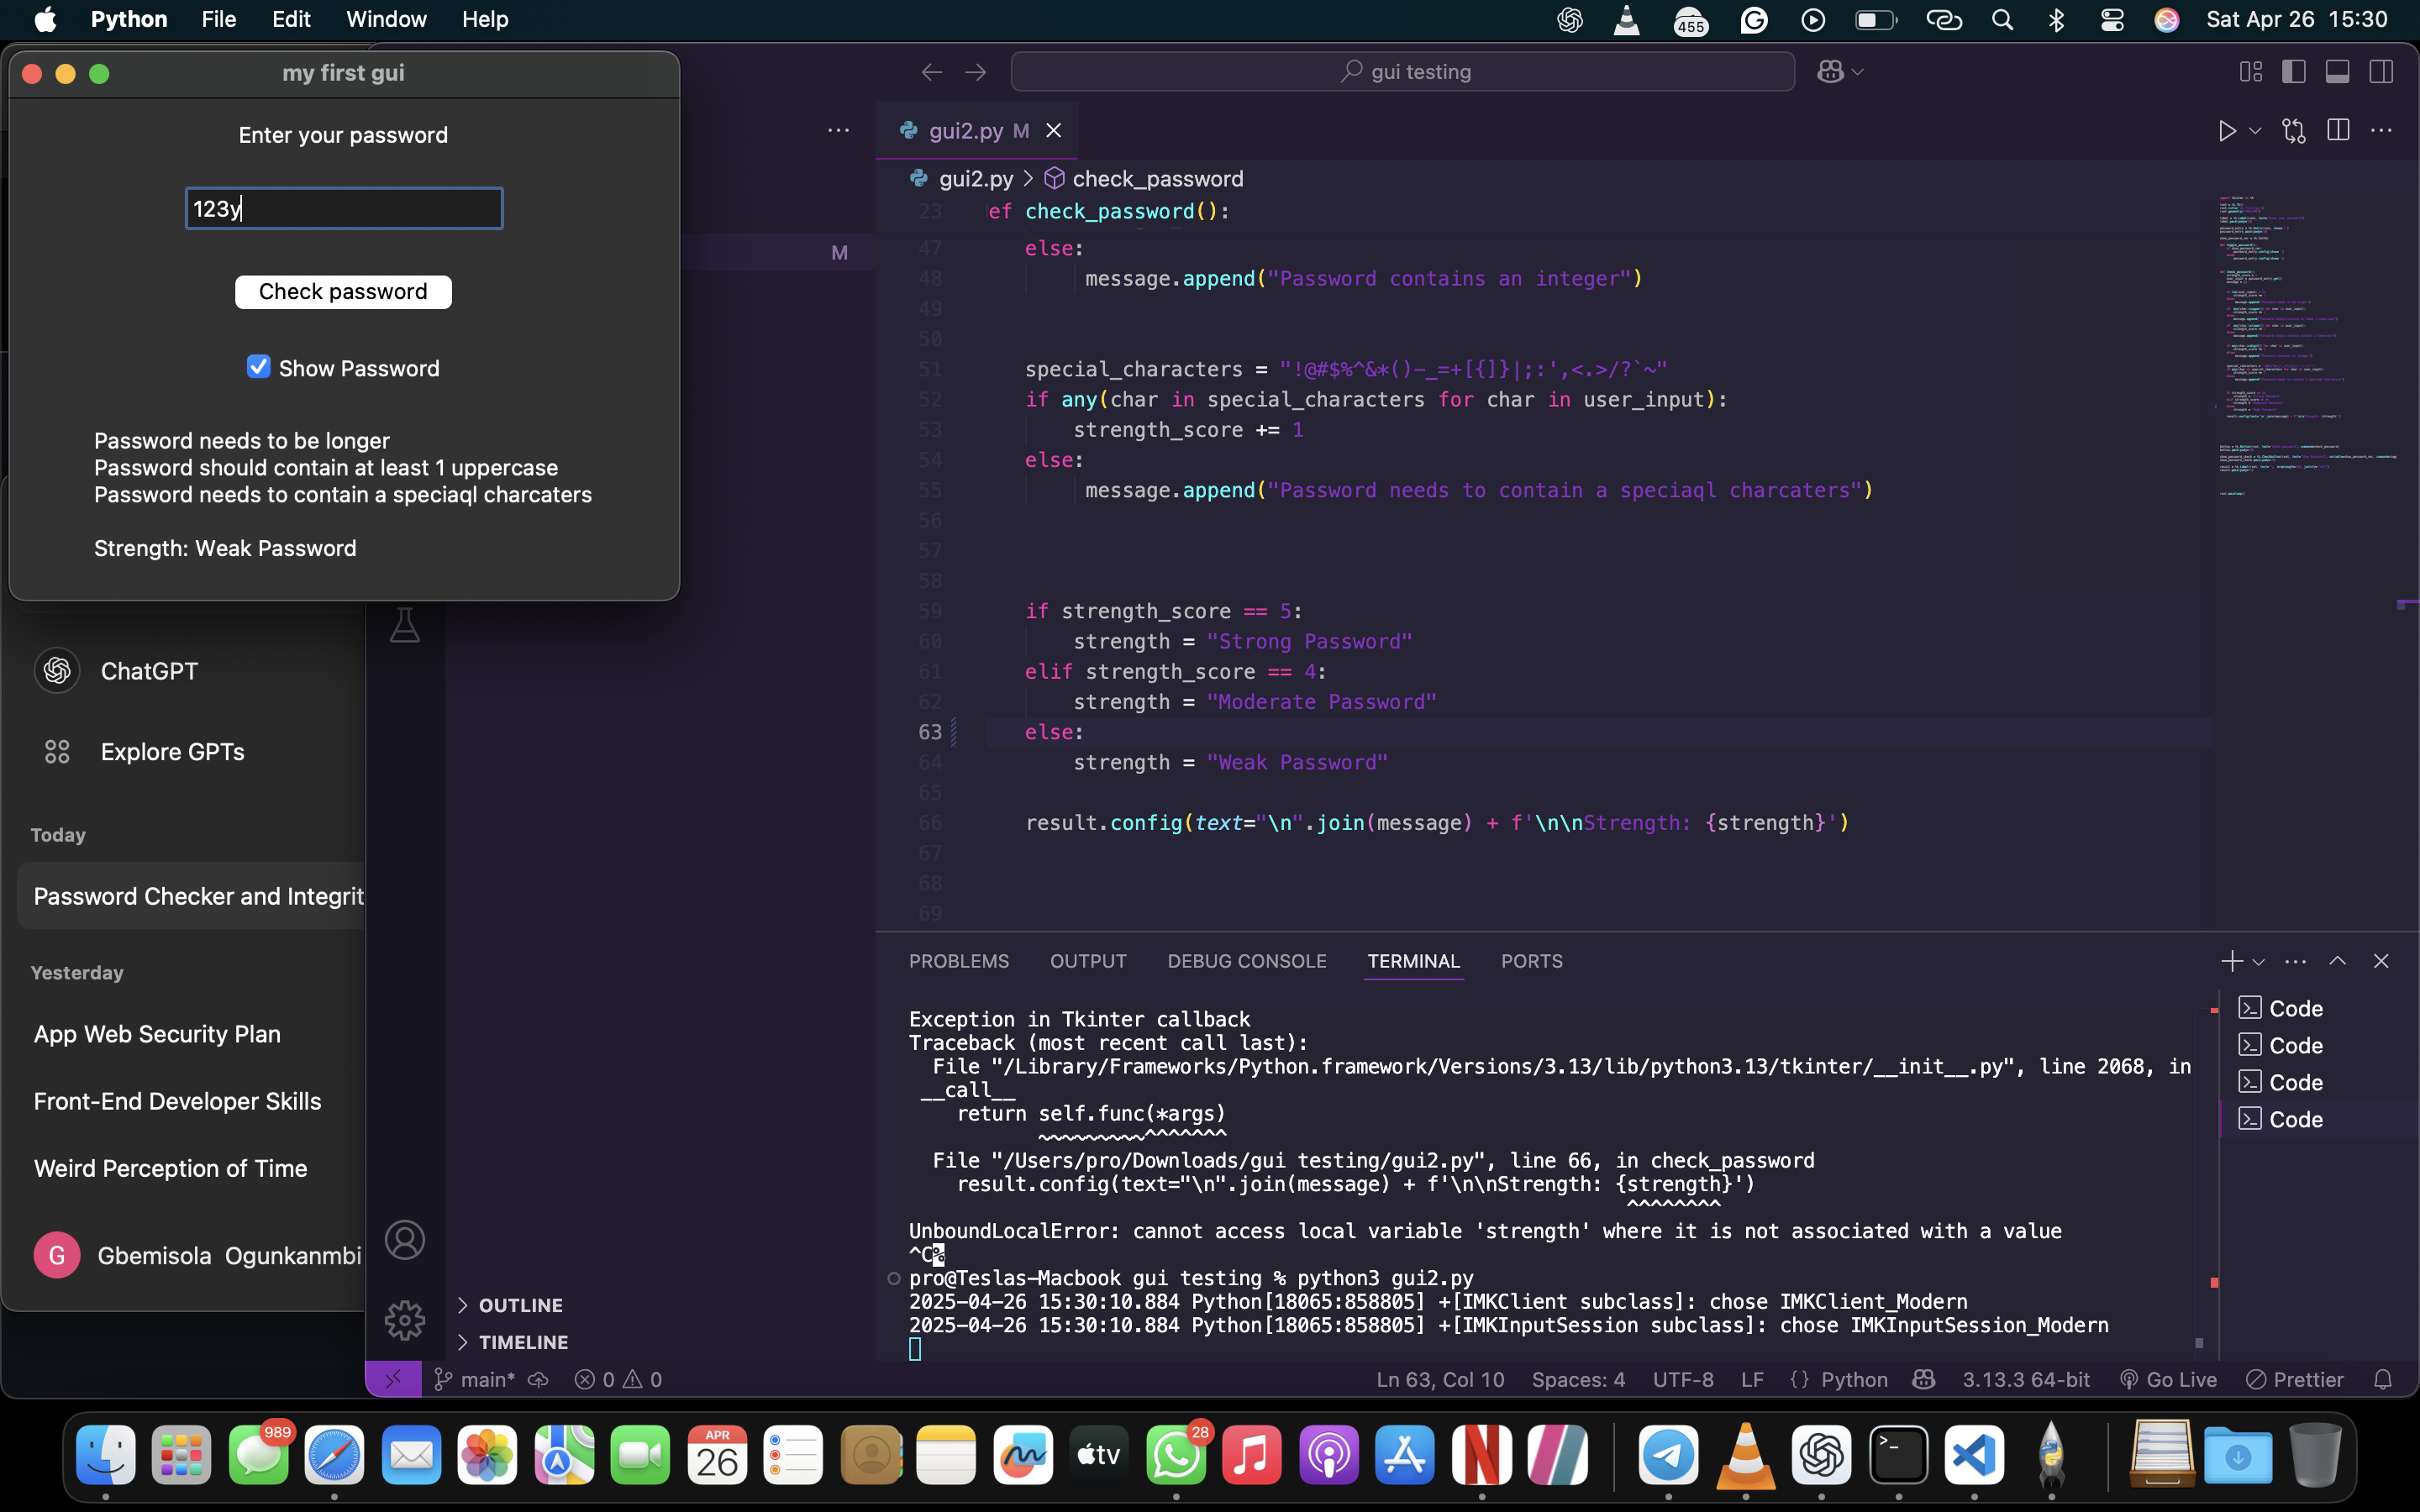 Python File Edit Window Help
455
Sat Apr 26 15:30
my first gui
Enter your password
123y
Check password
Show Password
Password needs to be longer
Password should contain at least 1 uppercase
Password needs to contain a speciaql charcaters
Strength: Weak Password
ChatGPT
Explore GPTs
Today
Password Checker and Integrit
Yesterday
App Web Security Plan
Front-End Developer Skills
Weird Perception of Time
G Gbemisola Ogunkanmbi
gui testing
M
OUTLINE
TIMELINE
gui2.py M
gui2.py > check_password
23 ef check_password():
47 else:
48 message.append("Password contains an integer")
49
50
51 special_characters = "!@#$%^&*()-_=+[{]}|;:',<.>/?`~"
52 if any(char in special_characters for char in user_input):
53 strength_score += 1
54 else:
55 message.append("Password needs to contain a speciaql charcaters")
56
57
58
59 if strength_score == 5:
60 strength = "Strong Password"
61 elif strength_score == 4:
62 strength = "Moderate Password"
63 else:
64 strength = "Weak Password"
65
66 result.config(text="\n".join(message) + f'\n\nStrength: {strength}')
67
68
69
PROBLEMS OUTPUT DEBUG CONSOLE TERMINAL PORTS
Exception in Tkinter callback
Traceback (most recent call last):
File "/Library/Frameworks/Python.framework/Versions/3.13/lib/python3.13/tkinter/__init__.py", line 2068, in
__call__
return self.func(*args)
~~~~~~~~~^^^^^^^
File "/Users/pro/Downloads/gui testing/gui2.py", line 66, in check_password
result.config(text="\n".join(message) + f'\n\nStrength: {strength}')
^^^^^^^^
UnboundLocalError: cannot access local variable 'strength' where it is not associated with a value
^C%
pro@Teslas-Macbook gui testing % python3 gui2.py
2025-04-26 15:30:10.884 Python[18065:858805] +[IMKClient subclass]: chose IMKClient_Modern
2025-04-26 15:30:10.884 Python[18065:858805] +[IMKInputSession subclass]: chose IMKInputSession_Modern
Code
Code
Code
Code
main* 0 0 Ln 63, Col 10 Spaces: 4 UTF-8 LF {} Python 3.13.3 64-bit Go Live Prettier
989
APR
26
tv
28